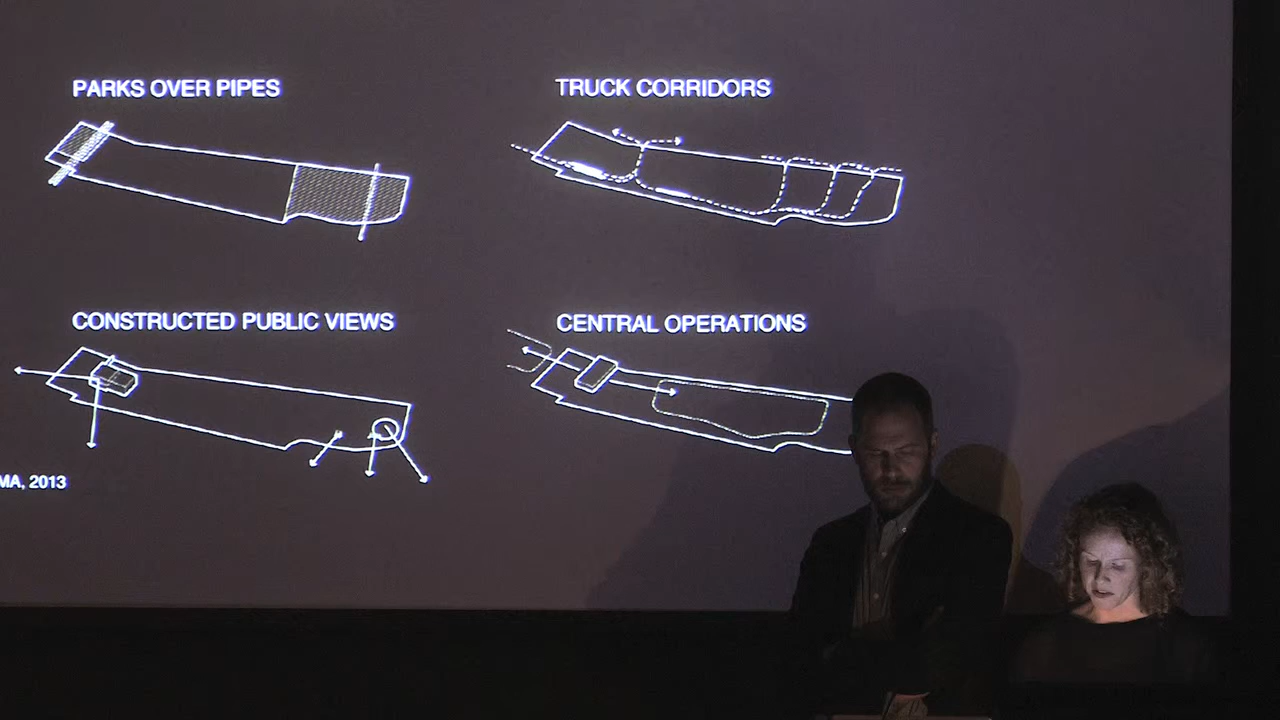 PARKS OVER PIPES
TRUCK CORRIDORS
CONSTRUCTED PUBLIC VIEWS
CENTRAL OPERATIONS
MA, 2013